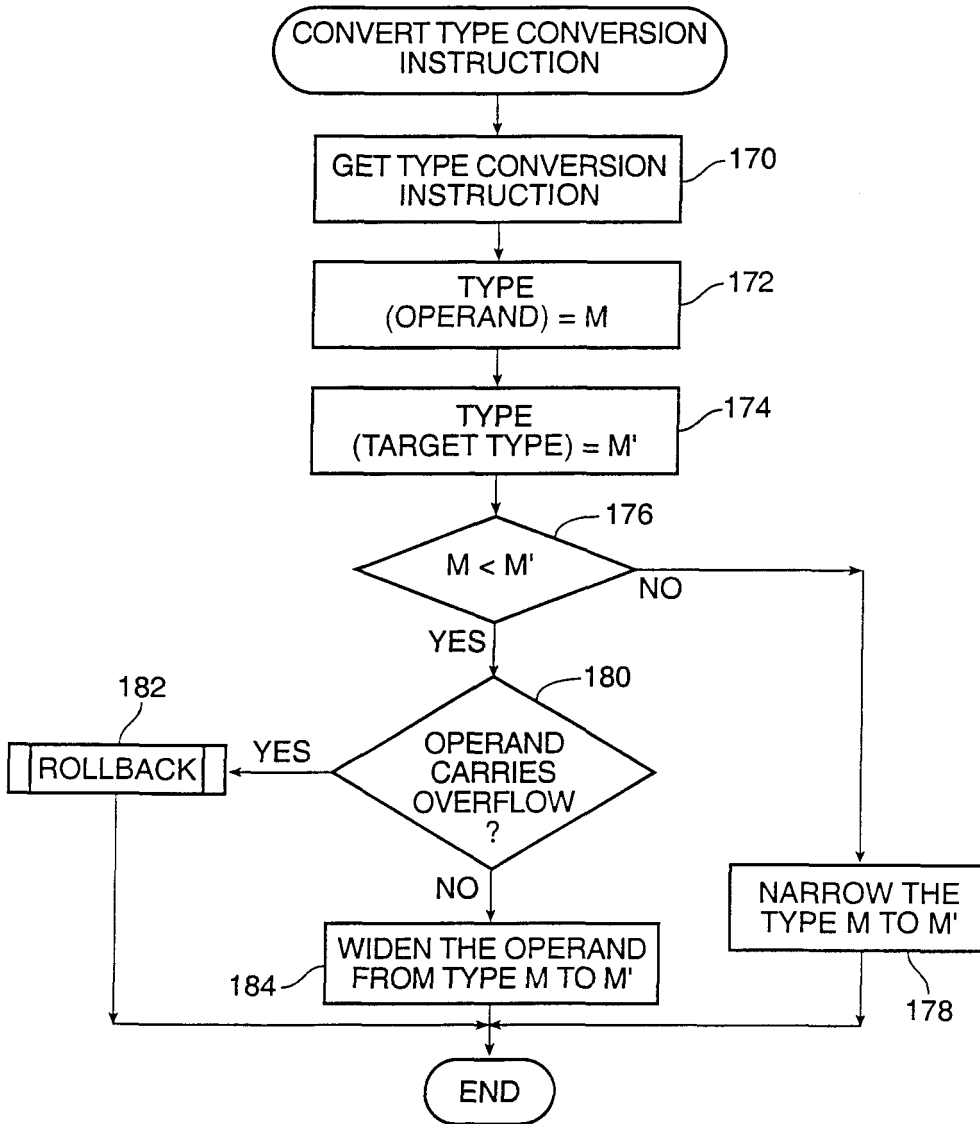 CONVERT TYPE CONVERSION
INSTRUCTION
GET TYPE CONVERSION
INSTRUCTION
170
TYPE
(OPERAND) = M
172
TYPE
(TARGET TYPE) = M'
174
176
M < M'
NO
YES
180
182
OPERAND
CARRIES
OVERFLOW
?
YES
ROLLBACK
NO
NARROW THE
TYPE M TO M'
178
WIDEN THE OPERAND
FROM TYPE M TO M'
184
END